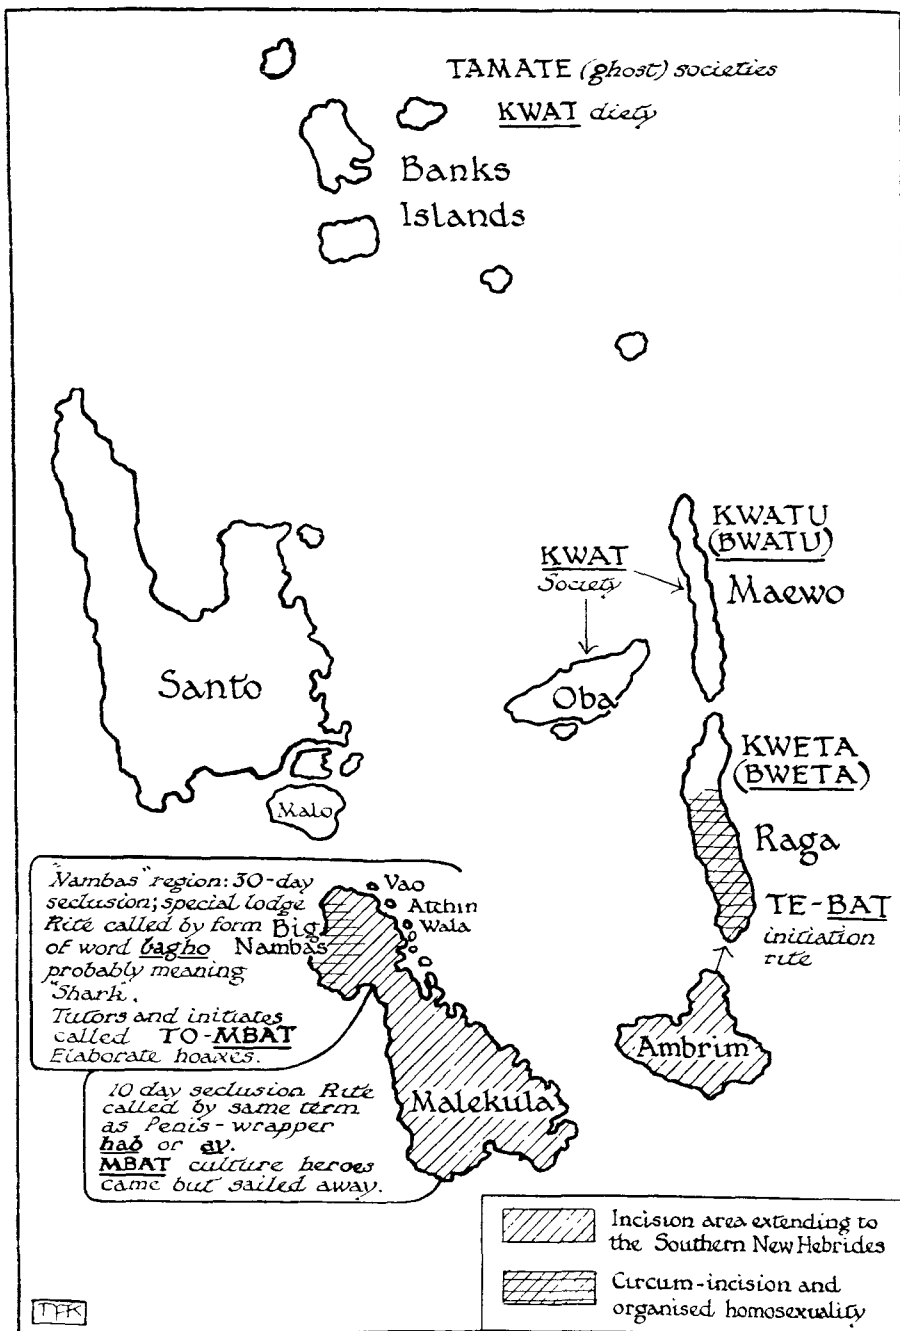 TAMATE (ghost) societies
KWAT diety
Banks
Islands
KWATU
(BWATU)
Maewo
KWAT
Society
Santo
Oba
KWETA
(BWETA)
Malo
Raga
"Nambas" region: 30-day
seclusion; special lodge
Rite called by form
of word bagho
probably meaning
"Shark".
Tutors and initiates
called TO-MBAT
Elaborate hoaxes.
Big
Nambas
Vao
Atchin
Wala
TE-BAT
initiation
rite
Ambrim
10 day seclusion Rite
called by same term
as Penis-wrapper
hab or av.
MBAT culture heroes
came but sailed away.
Malekula
Incision area extending to
the Southern New Hebrides
Circum-incision and
organised homosexuality